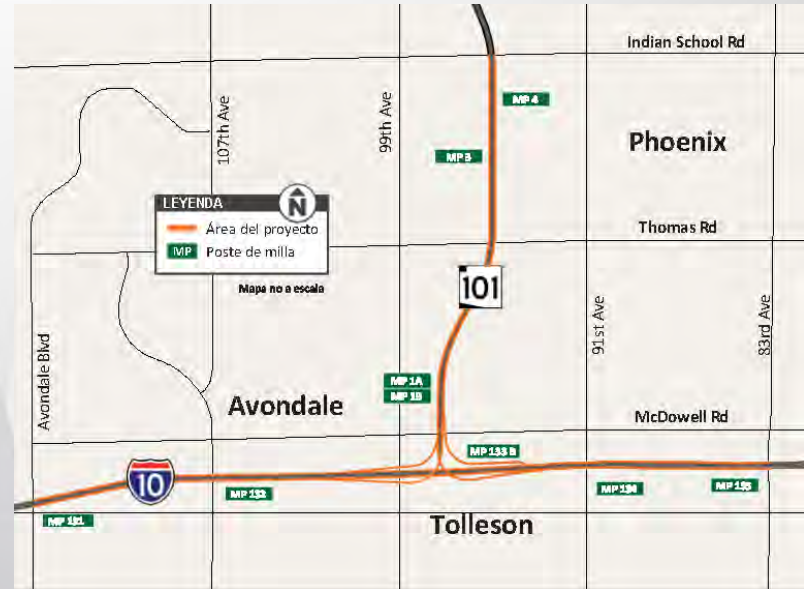 Indian School Rd
MP 4
107th Ave
99th Ave
Phoenix
MP 3
LEYENDA
N
Área del proyecto
MP Poste de milla
Thomas Rd
Mapa no a escala
101
91st Ave
83rd Ave
Avondale Blvd
MP 1A
MP 1B
Avondale
McDowell Rd
MP 133 B
10
MP 132
MP 134
MP 135
MP 131
Tolleson